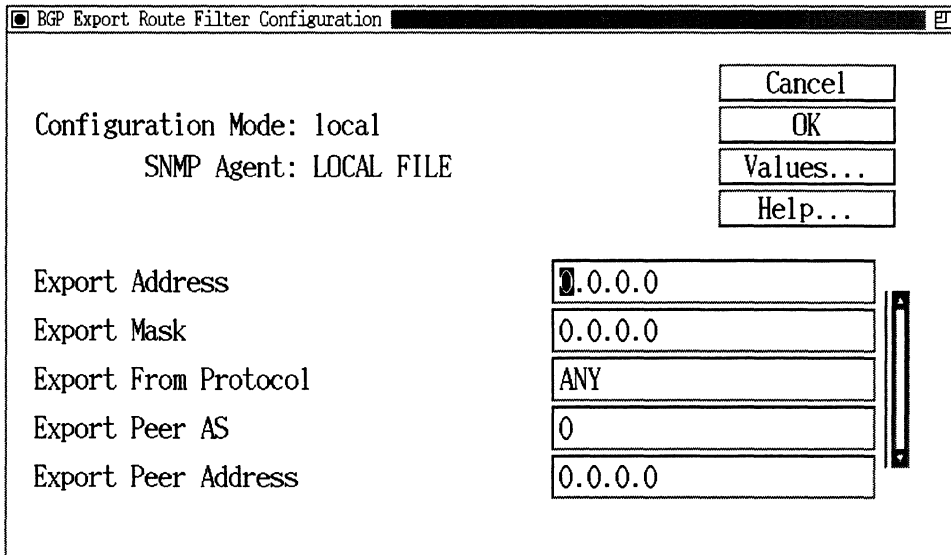 BGP Export Route Filter Configuration
Cancel
Configuration Mode: local
OK
SNMP Agent: LOCAL FILE
Values...
Help...
Export Address 0.0.0.0
Export Mask 0.0.0.0
Export From Protocol ANY
Export Peer AS 0
Export Peer Address 0.0.0.0